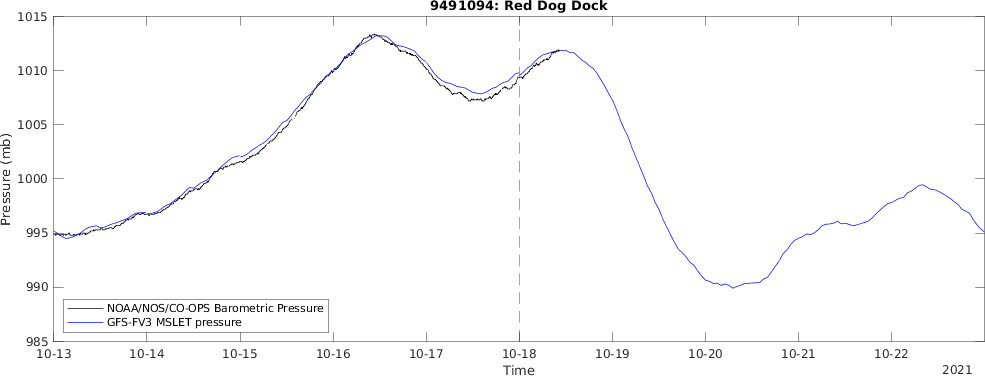 9491094: Red Dog Dock
Pressure (mb)
1015
1010
1005
1000
995
990
985
NOAA/NOS/CO-OPS Barometric Pressure
GFS-FV3 MSLET pressure
10-13 10-14 10-15 10-16 10-17 10-18 10-19 10-20 10-21 10-22
Time
2021